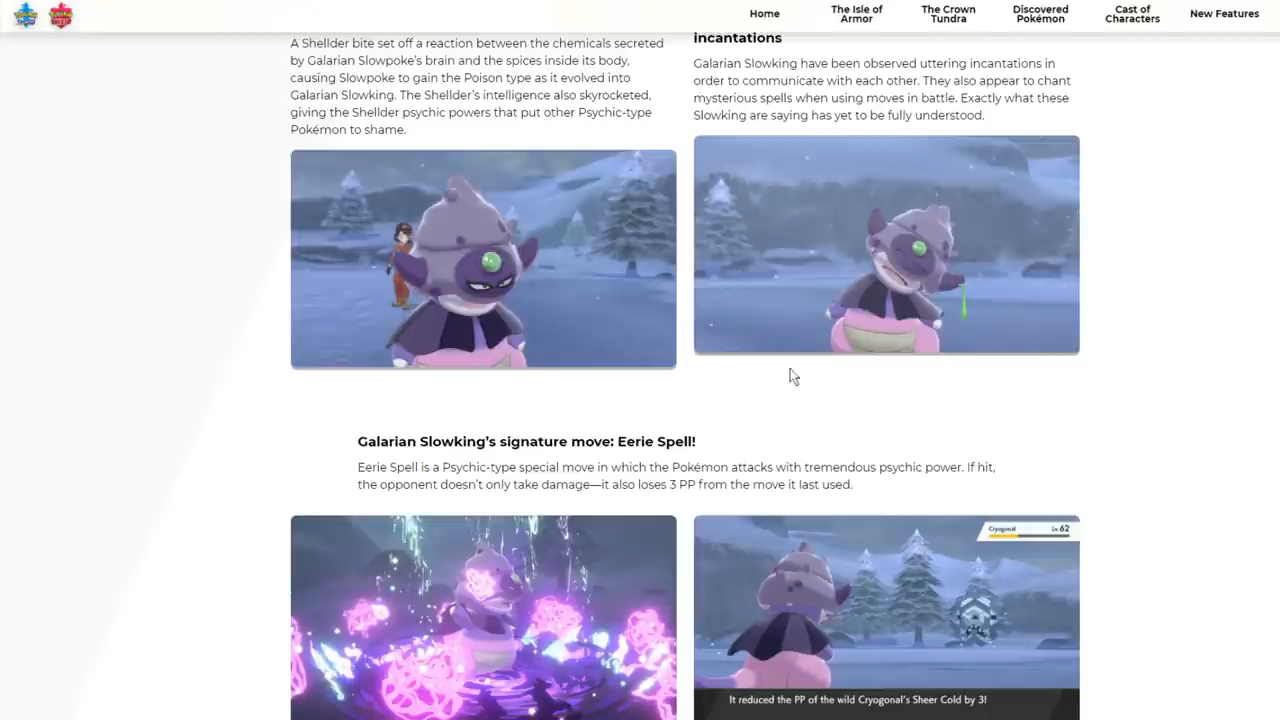 Home
The Isle of
Armor
The Crown
Tundra
Discovered
Pokémon
Cast of
Characters
New Features
A Shellder bite set off a reaction between the chemicals secreted
by Galarian Slowpoke's brain and the spices inside its body,
causing Slowpoke to gain the Poison type as it evolved into
Galarian Slowking. The Shellder's intelligence also skyrocketed,
giving the Shellder psychic powers that put other Psychic-type
Pokémon to shame.
incantations
Galarian Slowking have been observed uttering incantations in
order to communicate with each other. They also appear to chant
mysterious spells when using moves in battle. Exactly what these
Slowking are saying has yet to be fully understood.
Galarian Slowking's signature move: Eerie Spell!
Eerie Spell is a Psychic-type special move in which the Pokémon attacks with tremendous psychic power. If hit,
the opponent doesn't only take damage—it also loses 3 PP from the move it last used.
Cryogonal Lv.62
It reduced the PP of the wild Cryogonal's Sheer Cold by 3!